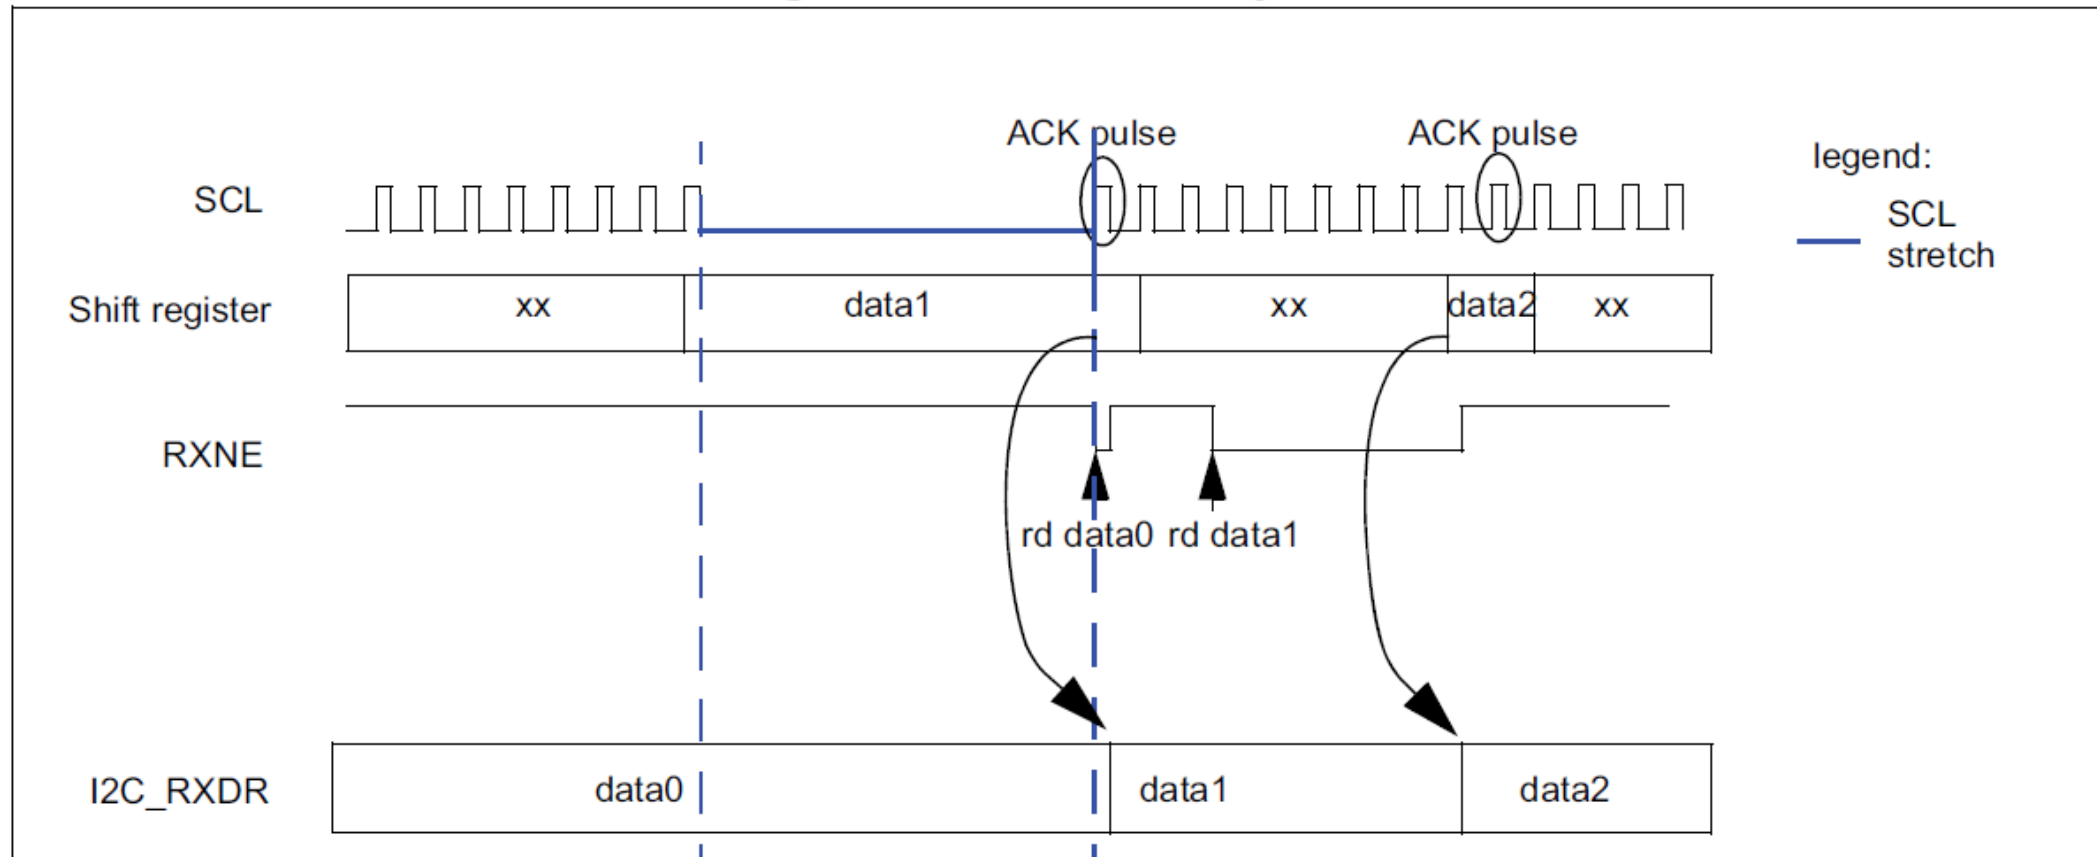 ACK pulse
ACK pulse
legend:
SCL
SCL
stretch
Shift register
xx
data1
xx
data2
xx
RXNE
rd data0
rd data1
I2C_RXDR
data0
data1
data2